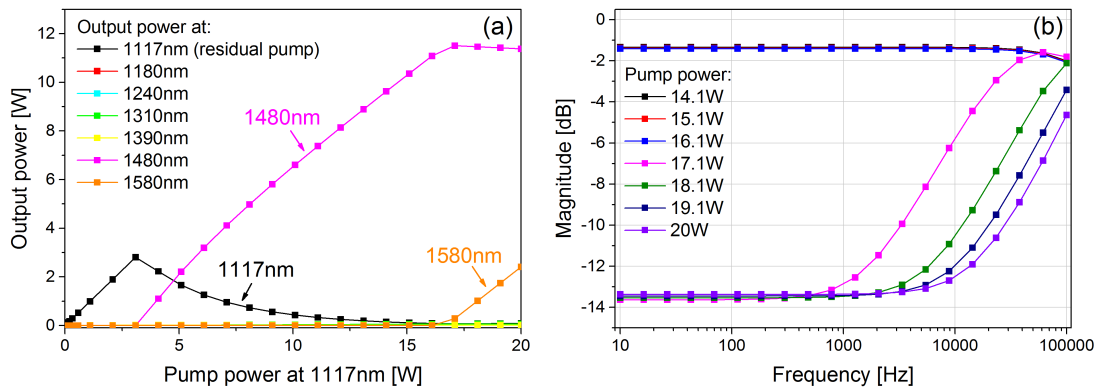 (a)
Output power at:
1117nm (residual pump)
1180nm
1240nm
1310nm
1390nm
1480nm
1580nm
1480nm
1117nm
1580nm
Output power [W]
12
10
8
6
4
2
0
0
5
10
15
20
Pump power at 1117nm [W]
(b)
Pump power:
14.1W
15.1W
16.1W
17.1W
18.1W
19.1W
20W
Magnitude [dB]
0
-2
-4
-6
-8
-10
-12
-14
10
100
1000
10000
100000
Frequency [Hz]